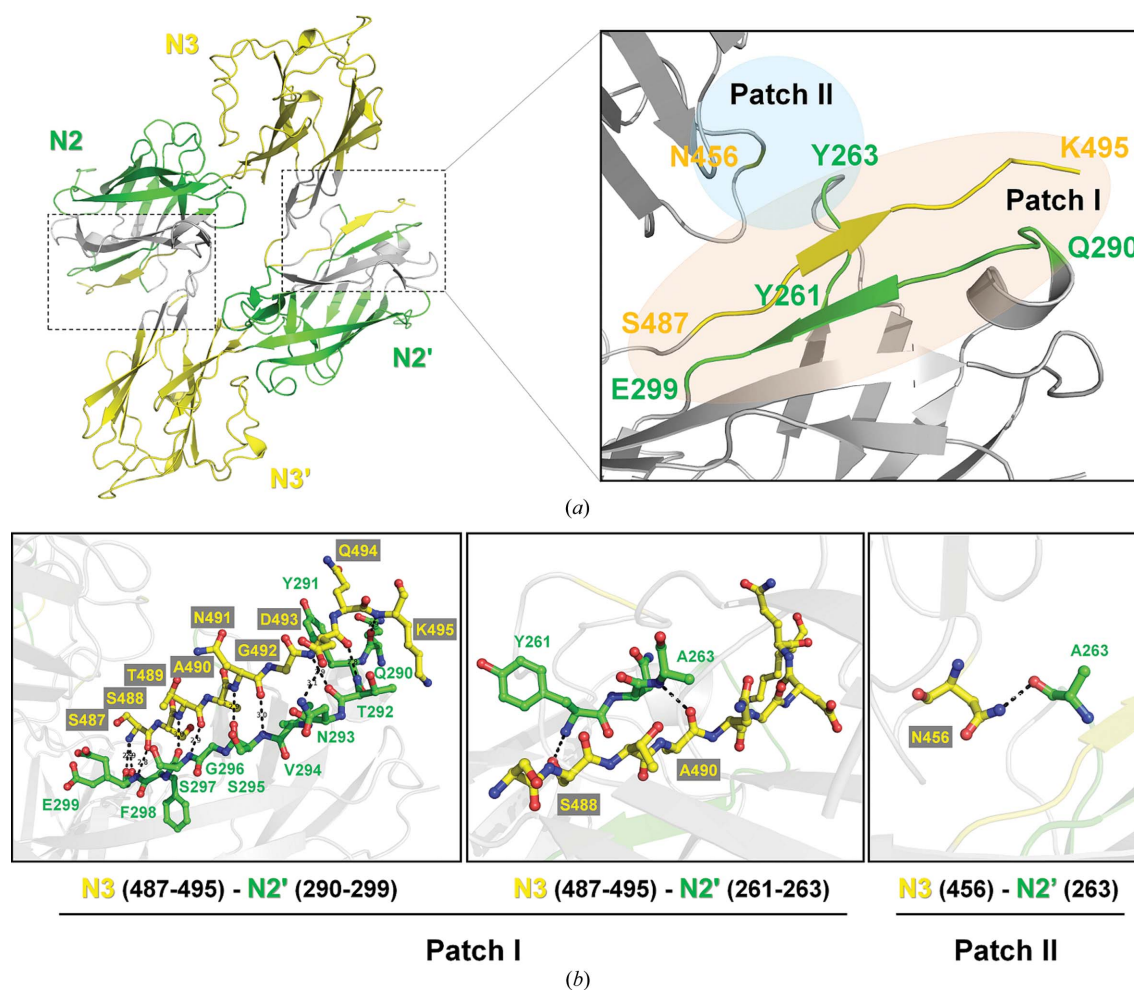 N3
N2
N2'
N3'
Patch II
N456
Y263
K495
Patch I
Q290
Y261
S487
E299
(a)
Q494
Y291
D493
N491
G492
K495
T489
A490
Q290
S488
T292
S487
N293
V294
G296
S295
S297
E299
F298
Y261
A263
A490
S488
A263
N456
N3 (487-495) - N2' (290-299)
N3 (487-495) - N2' (261-263)
N3 (456) - N2' (263)
Patch I
Patch II
(b)